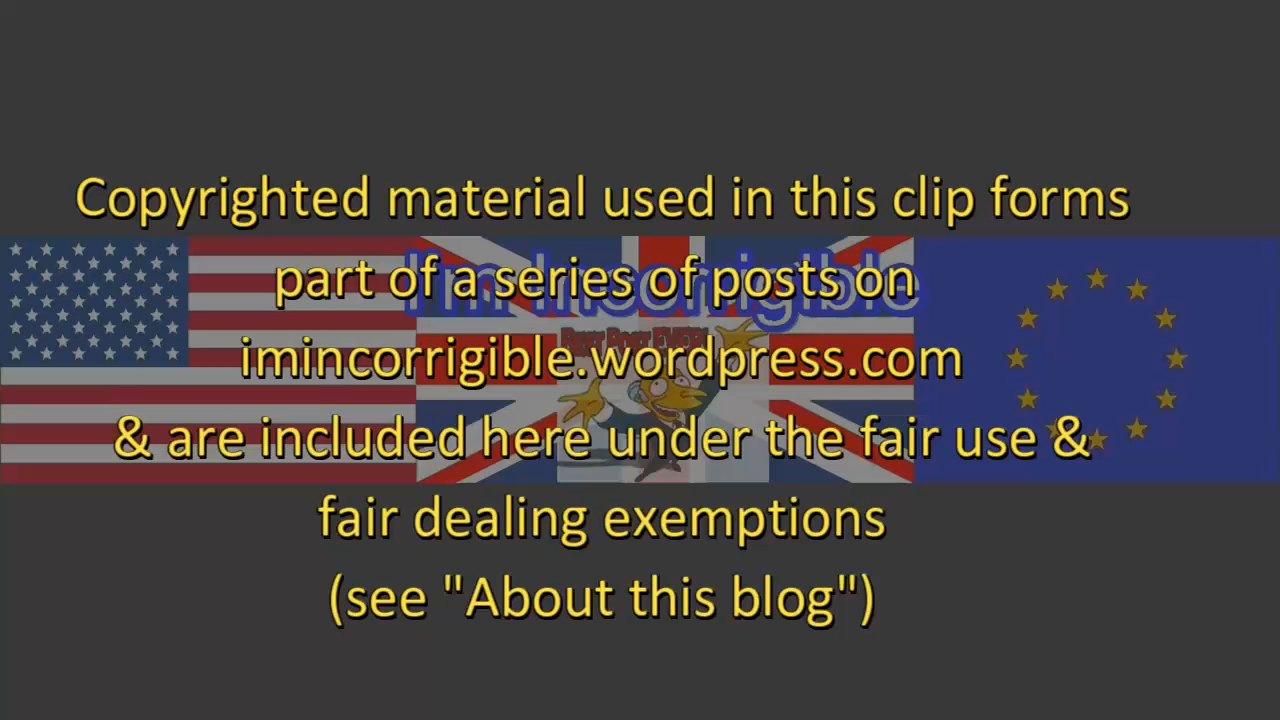 Copyrighted material used in this clip forms
part of a series of posts on
I'm Incorrigible
imincorrigible.wordpress.com
& are included here under the fair use &
fair dealing exemptions
(see "About this blog")